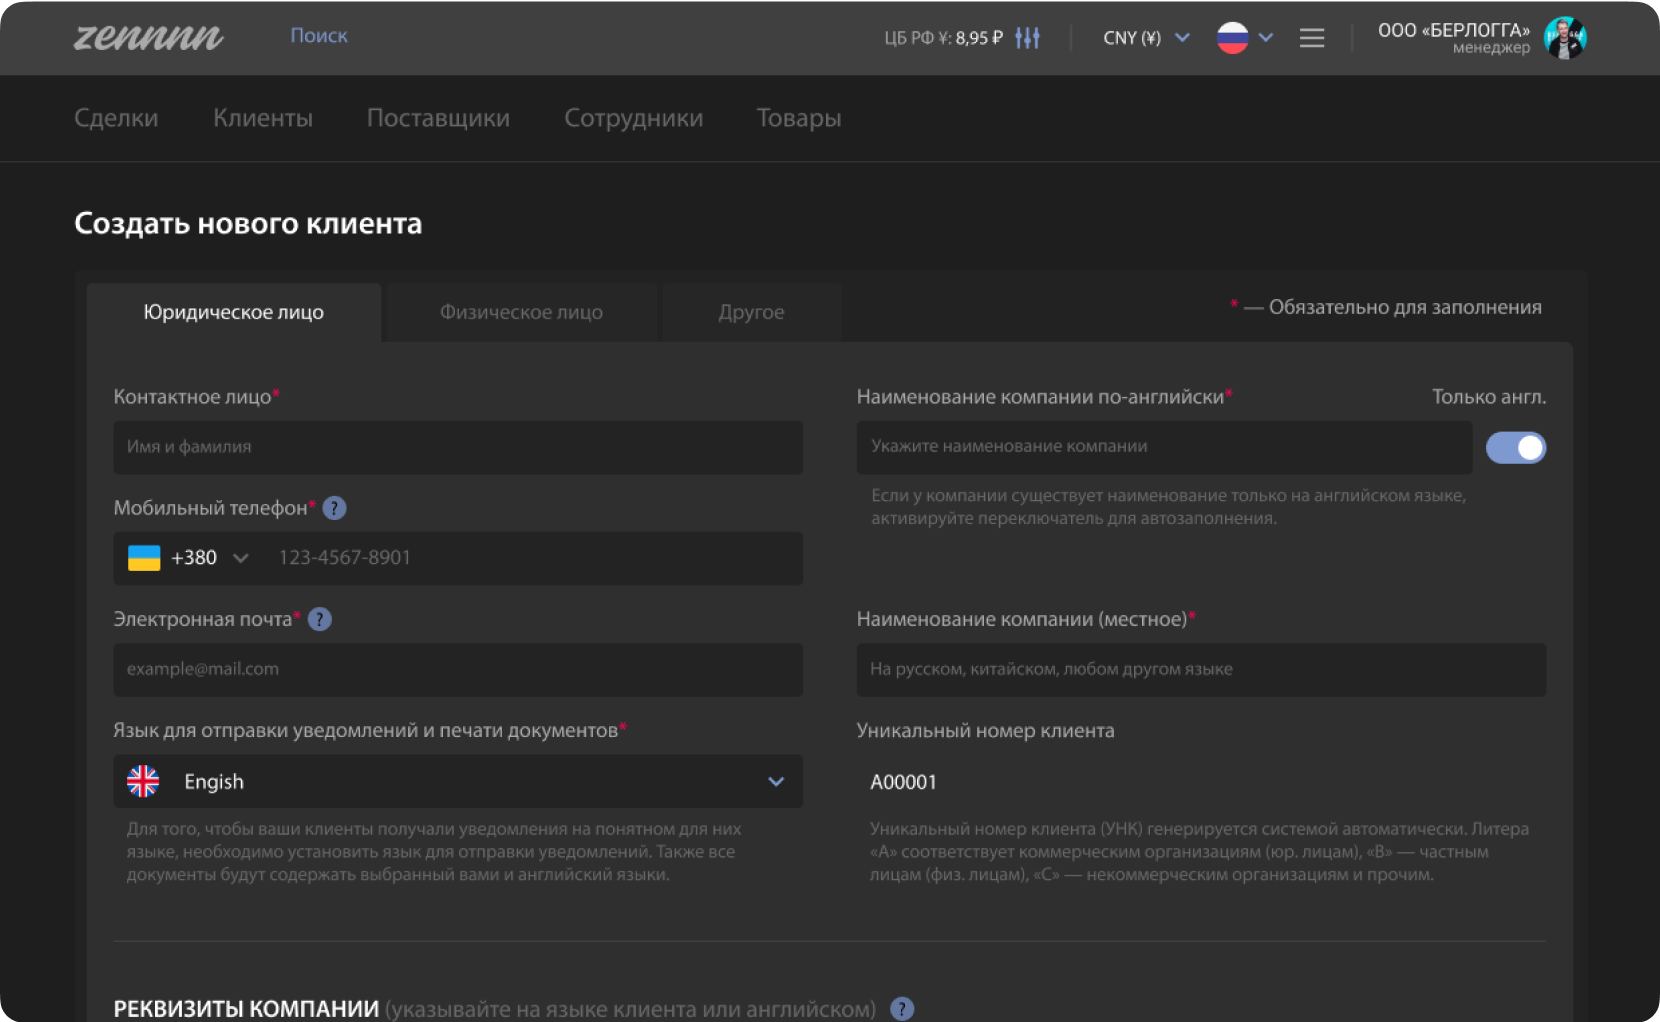 zennnn
Поиск
ЦБ РФ ¥: 8,95 ₽
CNY (¥)
ООО «БЕРЛОГГА»
менеджер
Сделки Клиенты Поставщики Сотрудники Товары
Создать нового клиента
Юридическое лицо Физическое лицо Другое
* — Обязательно для заполнения
Контактное лицо*
Имя и фамилия
Наименование компании по-английски* Только англ.
Укажите наименование компании
Если у компании существует наименование только на английском языке,
активируйте переключатель для автозаполнения.
Мобильный телефон* ?
+380 123-4567-8901
Электронная почта* ?
example@mail.com
Наименование компании (местное)*
На русском, китайском, любом другом языке
Язык для отправки уведомлений и печати документов*
Engish
Для того, чтобы ваши клиенты получали уведомления на понятном для них
языке, необходимо установить язык для отправки уведомлений. Также все
документы будут содержать выбранный вами и английский языки.
Уникальный номер клиента
A00001
Уникальный номер клиента (УНК) генерируется системой автоматически. Литера
«A» соответствует коммерческим организациям (юр. лицам), «B» — частным
лицам (физ. лицам), «C» — некоммерческим организациям и прочим.
РЕКВИЗИТЫ КОМПАНИИ (указывайте на языке клиента или английском) ?